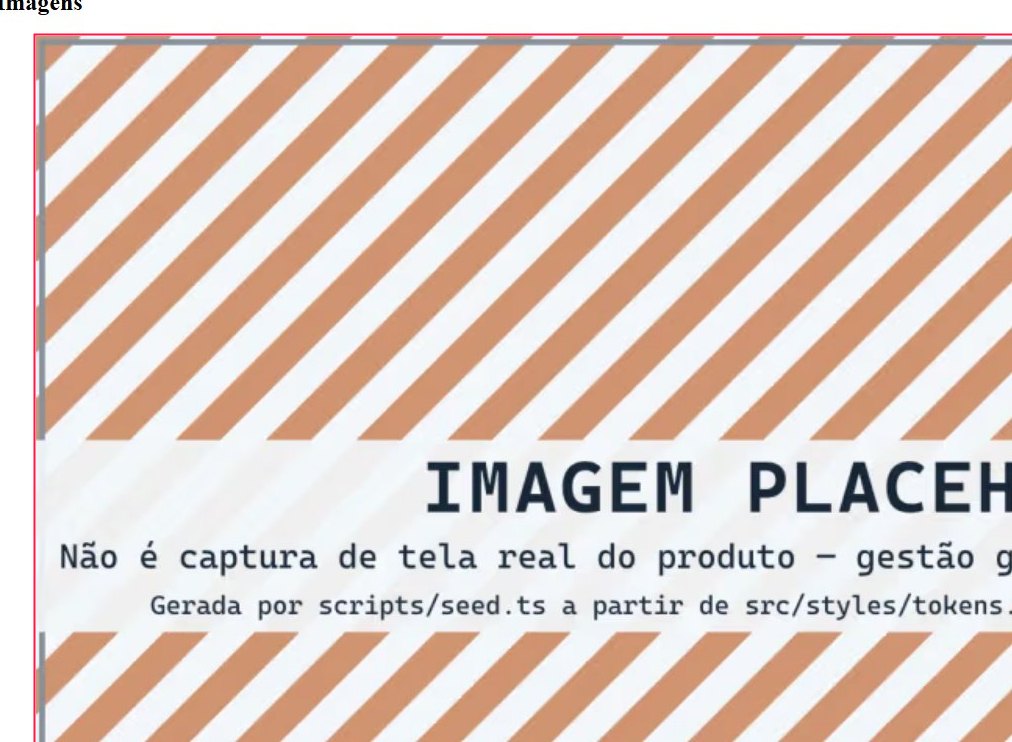 Imagens
IMAGEM PLACEH
Não é captura de tela real do produto — gestão g
Gerada por scripts/seed.ts a partir de src/styles/tokens.